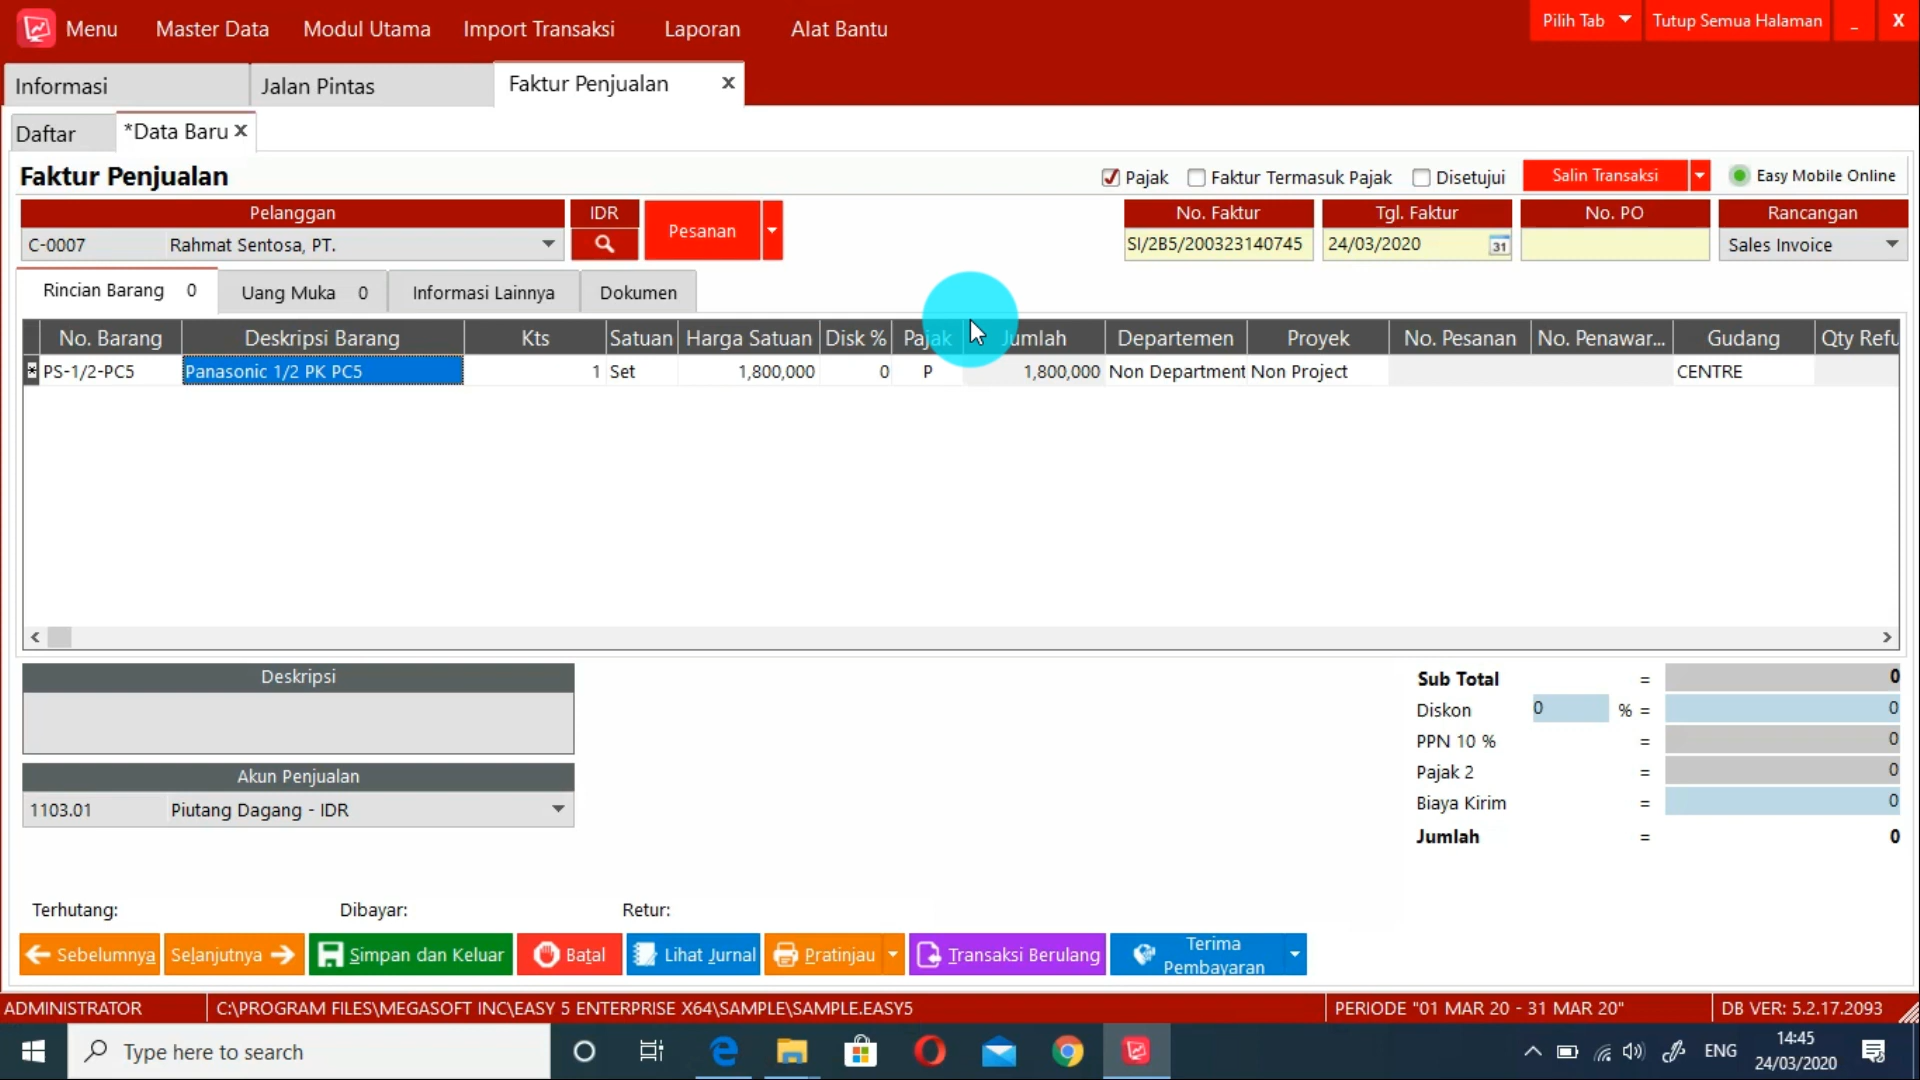 Menu Master Data Modul Utama Import Transaksi Laporan Alat Bantu Pilih Tab Tutup Semua Halaman _ X
Informasi Jalan Pintas Faktur Penjualan x
Daftar *Data Baru x
Faktur Penjualan Pajak Faktur Termasuk Pajak Disetujui Salin Transaksi Easy Mobile Online
Pelanggan IDR Pesanan No. Faktur Tgl. Faktur No. PO Rancangan
C-0007 Rahmat Sentosa, PT. SI/2B5/200323140745 24/03/2020 31 Sales Invoice
Rincian Barang 0 Uang Muka 0 Informasi Lainnya Dokumen
No. Barang Deskripsi Barang Kts Satuan Harga Satuan Disk % Pajak Jumlah Departemen Proyek No. Pesanan No. Penawar... Gudang Qty Refu
* PS-1/2-PC5 Panasonic 1/2 PK PC5 1 Set 1,800,000 0 P 1,800,000 Non Department Non Project CENTRE
Deskripsi
Akun Penjualan
1103.01 Piutang Dagang - IDR
Sub Total = 0
Diskon 0 % = 0
PPN 10 % = 0
Pajak 2 = 0
Biaya Kirim = 0
Jumlah = 0
Terhutang: Dibayar: Retur:
Sebelumnya Selanjutnya Simpan dan Keluar Batal Lihat Jurnal Pratinjau Transaksi Berulang Terima Pembayaran
ADMINISTRATOR C:\PROGRAM FILES\MEGASOFT INC\EASY 5 ENTERPRISE X64\SAMPLE\SAMPLE.EASY5 PERIODE "01 MAR 20 - 31 MAR 20" DB VER: 5.2.17.2093
Type here to search ENG 14:45
24/03/2020